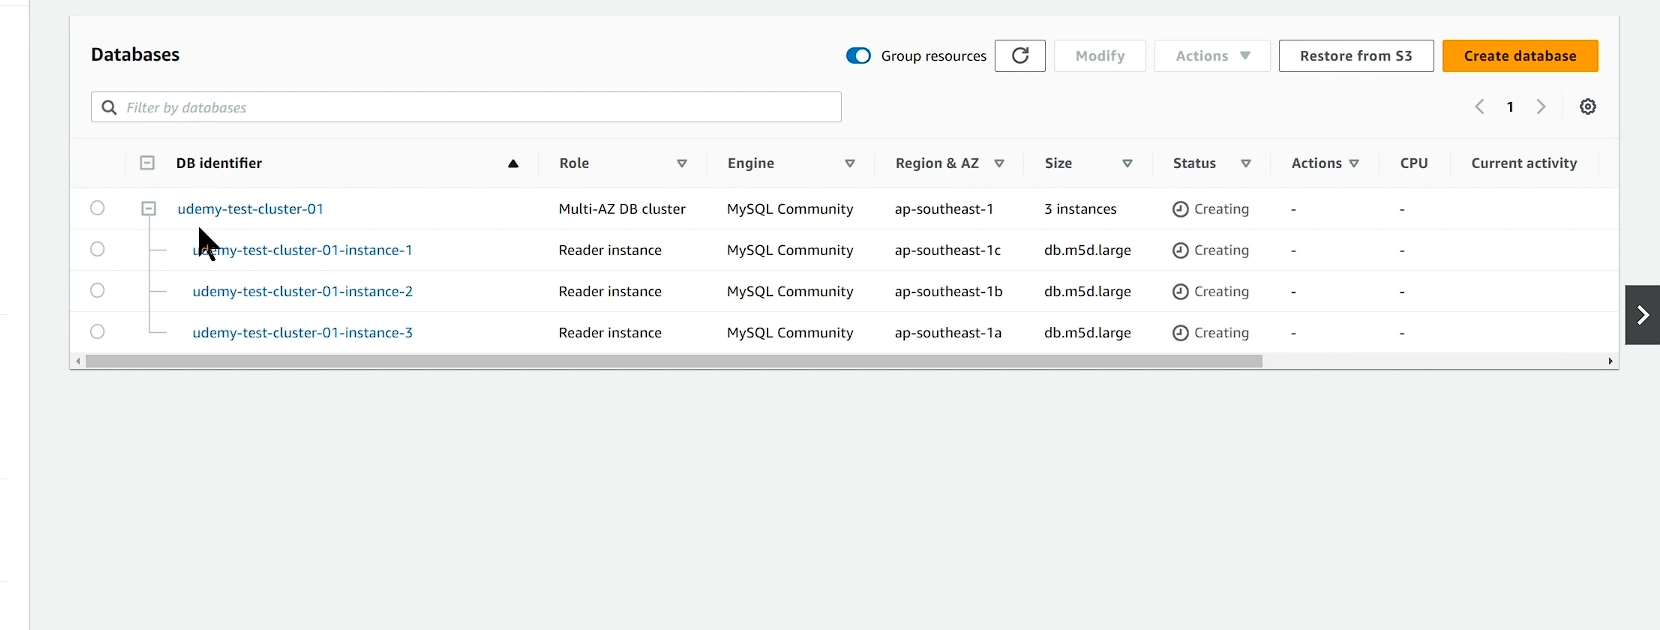 Databases
Group resources Modify Actions Restore from S3 Create database
Filter by databases 1
DB identifier Role Engine Region & AZ Size Status Actions CPU Current activity
udemy-test-cluster-01 Multi-AZ DB cluster MySQL Community ap-southeast-1 3 instances Creating - -
udemy-test-cluster-01-instance-1 Reader instance MySQL Community ap-southeast-1c db.m5d.large Creating - -
udemy-test-cluster-01-instance-2 Reader instance MySQL Community ap-southeast-1b db.m5d.large Creating - -
udemy-test-cluster-01-instance-3 Reader instance MySQL Community ap-southeast-1a db.m5d.large Creating - -